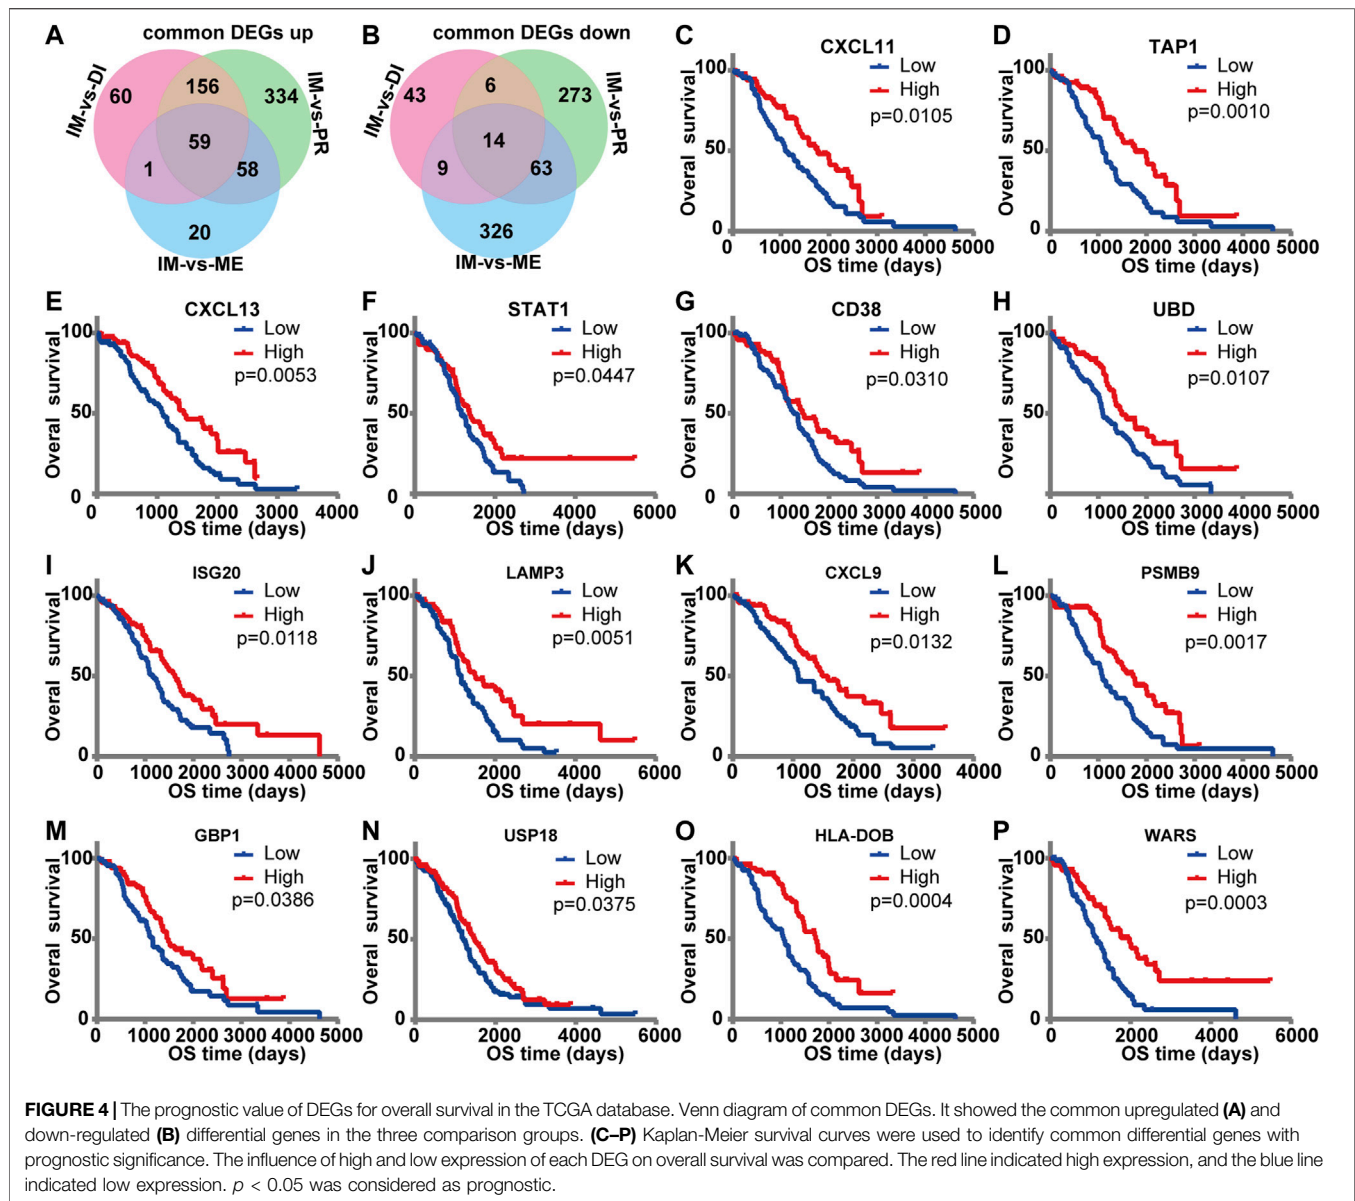 A common DEGs up
IM-vs-DI
IM-vs-PR
IM-vs-ME
60 156 334
59
1 58
20
B common DEGs down
IM-vs-DI
IM-vs-PR
IM-vs-ME
43 6 273
14
9 63
326
C CXCL11
Low
High
p=0.0105
Overal survival
100
50
0
0 1000 2000 3000 4000 5000
OS time (days)
D TAP1
Low
High
p=0.0010
Overal survival
100
50
0
0 1000 2000 3000 4000 5000
OS time (days)
E CXCL13
Low
High
p=0.0053
Overal survival
100
50
0
0 1000 2000 3000 4000
OS time (days)
F STAT1
Low
High
p=0.0447
Overal survival
100
50
0
0 2000 4000 6000
OS time (days)
G CD38
Low
High
p=0.0310
Overal survival
100
50
0
0 1000 2000 3000 4000 5000
OS time (days)
H UBD
Low
High
p=0.0107
Overal survival
100
50
0
0 1000 2000 3000 4000 5000
OS time (days)
I ISG20
Low
High
p=0.0118
Overal survival
100
50
0
0 1000 2000 3000 4000 5000
OS time (days)
J LAMP3
Low
High
p=0.0051
Overal survival
100
50
0
0 2000 4000 6000
OS time (days)
K CXCL9
Low
High
p=0.0132
Overal survival
100
50
0
0 1000 2000 3000 4000
OS time (days)
L PSMB9
Low
High
p=0.0017
Overal survival
100
50
0
0 1000 2000 3000 4000 5000
OS time (days)
M GBP1
Low
High
p=0.0386
Overal survival
100
50
0
0 1000 2000 3000 4000 5000
OS time (days)
N USP18
Low
High
p=0.0375
Overal survival
100
50
0
0 2000 4000 6000
OS time (days)
O HLA-DOB
Low
High
p=0.0004
Overal survival
100
50
0
0 1000 2000 3000 4000 5000
OS time (days)
P WARS
Low
High
p=0.0003
Overal survival
100
50
0
0 2000 4000 6000
OS time (days)
FIGURE 4 | The prognostic value of DEGs for overall survival in the TCGA database. Venn diagram of common DEGs. It showed the common upregulated (A) and
down-regulated (B) differential genes in the three comparison groups. (C–P) Kaplan-Meier survival curves were used to identify common differential genes with
prognostic significance. The influence of high and low expression of each DEG on overall survival was compared. The red line indicated high expression, and the blue line
indicated low expression. p < 0.05 was considered as prognostic.